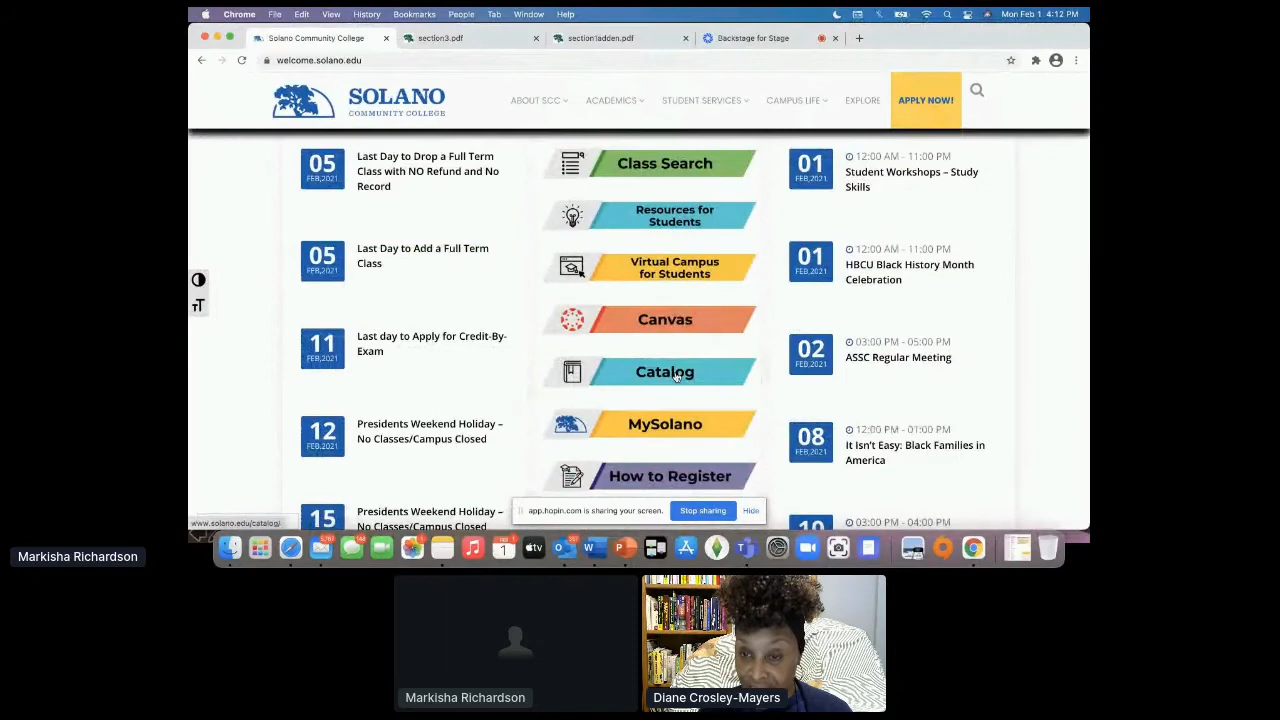 Chrome File Edit View History Bookmarks People Tab Window Help
Mon Feb 1 4:12 PM
Solano Community College
section3.pdf
section1ladden.pdf
Backstage for Stage
welcome.solano.edu
SOLANO
COMMUNITY COLLEGE
ABOUT SCC
ACADEMICS
STUDENT SERVICES
CAMPUS LIFE
EXPLORE
APPLY NOW!
05
FEB,2021
Last Day to Drop a Full Term
Class with NO Refund and No
Record
05
FEB,2021
Last Day to Add a Full Term
Class
11
FEB,2021
Last day to Apply for Credit-By-
Exam
12
FEB,2021
Presidents Weekend Holiday –
No Classes/Campus Closed
15
Presidents Weekend Holiday –
No Classes/Campus Closed
Class Search
Resources for
Students
Virtual Campus
for Students
Canvas
Catalog
MySolano
How to Register
01
FEB,2021
12:00 AM - 11:00 PM
Student Workshops – Study
Skills
01
FEB,2021
12:00 AM - 11:00 PM
HBCU Black History Month
Celebration
02
FEB,2021
03:00 PM - 05:00 PM
ASSC Regular Meeting
08
FEB,2021
12:00 PM - 01:00 PM
It Isn't Easy: Black Families in
America
03:00 PM - 04:00 PM
app.hopin.com is sharing your screen.
Stop sharing
Hide
www.solano.edu/catalog/
Markisha Richardson
Markisha Richardson
Diane Crosley-Mayers